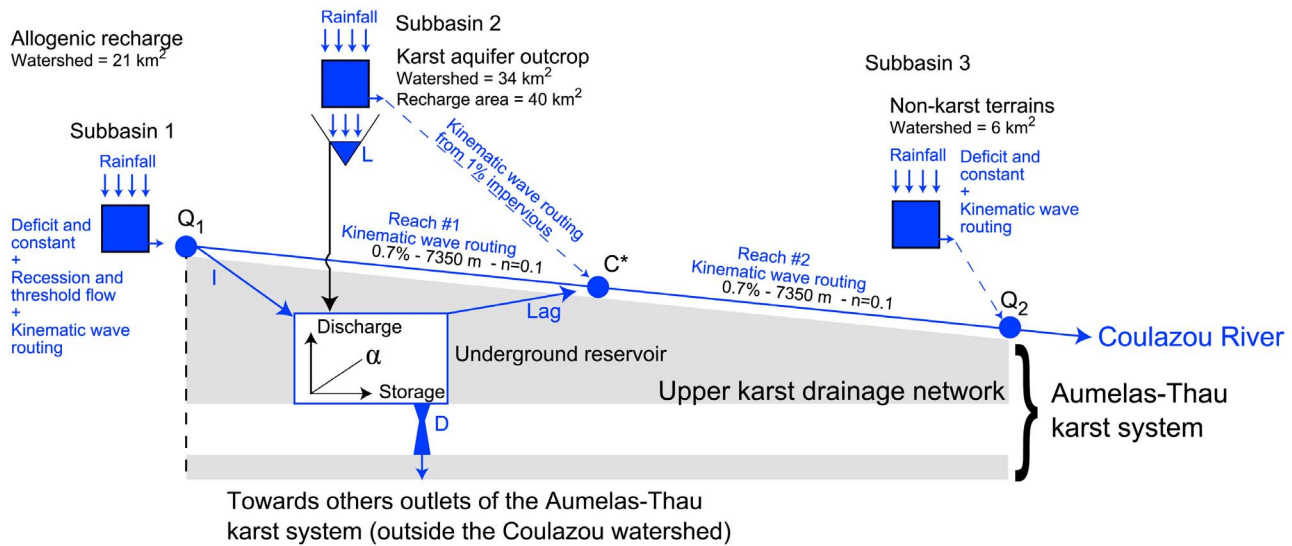 Allogenic recharge
Watershed = 21 km²
Subbasin 1
Rainfall
Deficit and
constant
+
Recession and
threshold flow
+
Kinematic wave
routing
Q₁
I
Rainfall
Subbasin 2
Karst aquifer outcrop
Watershed = 34 km²
Recharge area = 40 km²
L
Kinematic wave routing
from 1% impervious
Reach #1
Kinematic wave routing
0.7% - 7350 m - n=0.1
C*
Lag
Discharge
α
Storage
Underground reservoir
D
Subbasin 3
Non-karst terrains
Watershed = 6 km²
Rainfall
Deficit and
constant
+
Kinematic wave
routing
Reach #2
Kinematic wave routing
0.7% - 7350 m - n=0.1
Q₂
Coulazou River
Upper karst drainage network
Aumelas-Thau
karst system
Towards others outlets of the Aumelas-Thau
karst system (outside the Coulazou watershed)